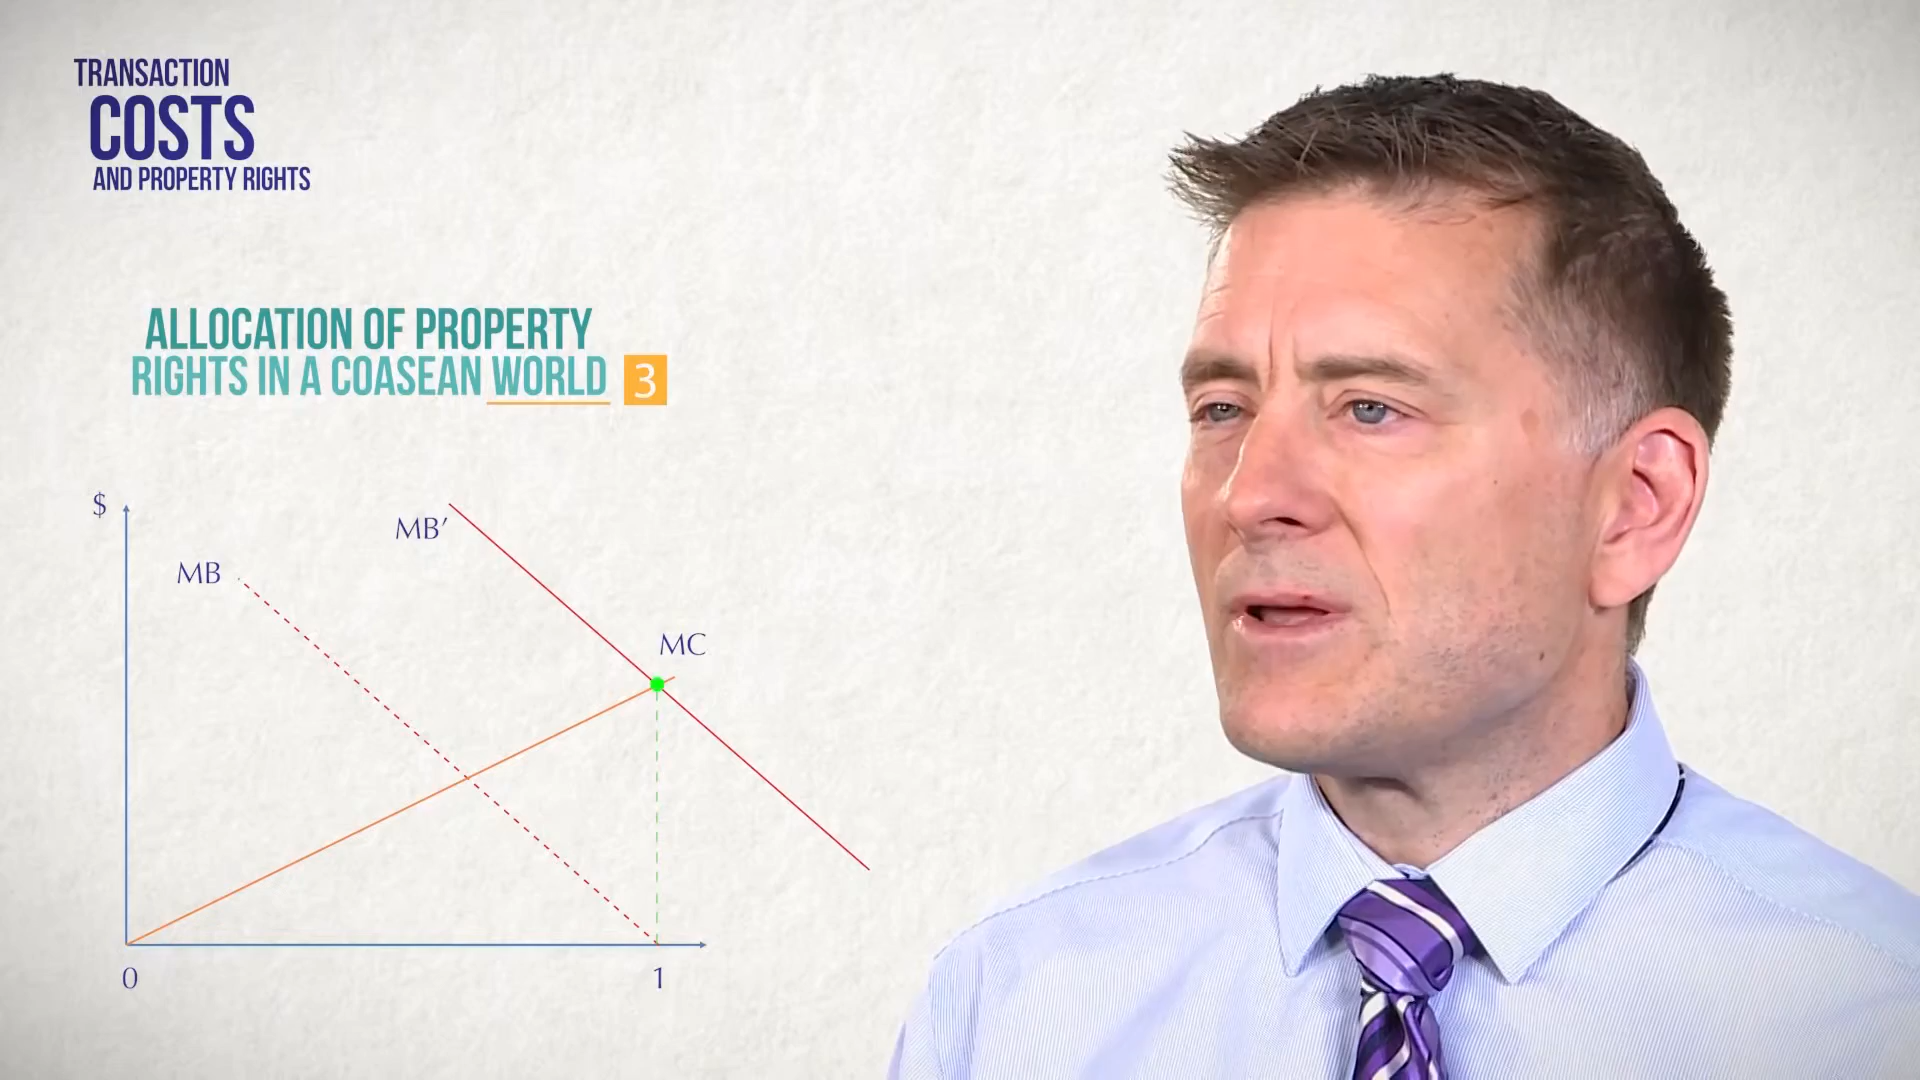 TRANSACTION
COSTS
AND PROPERTY RIGHTS
ALLOCATION OF PROPERTY
RIGHTS IN A COASEAN WORLD 3
$
MB′
MB
MC
0 1